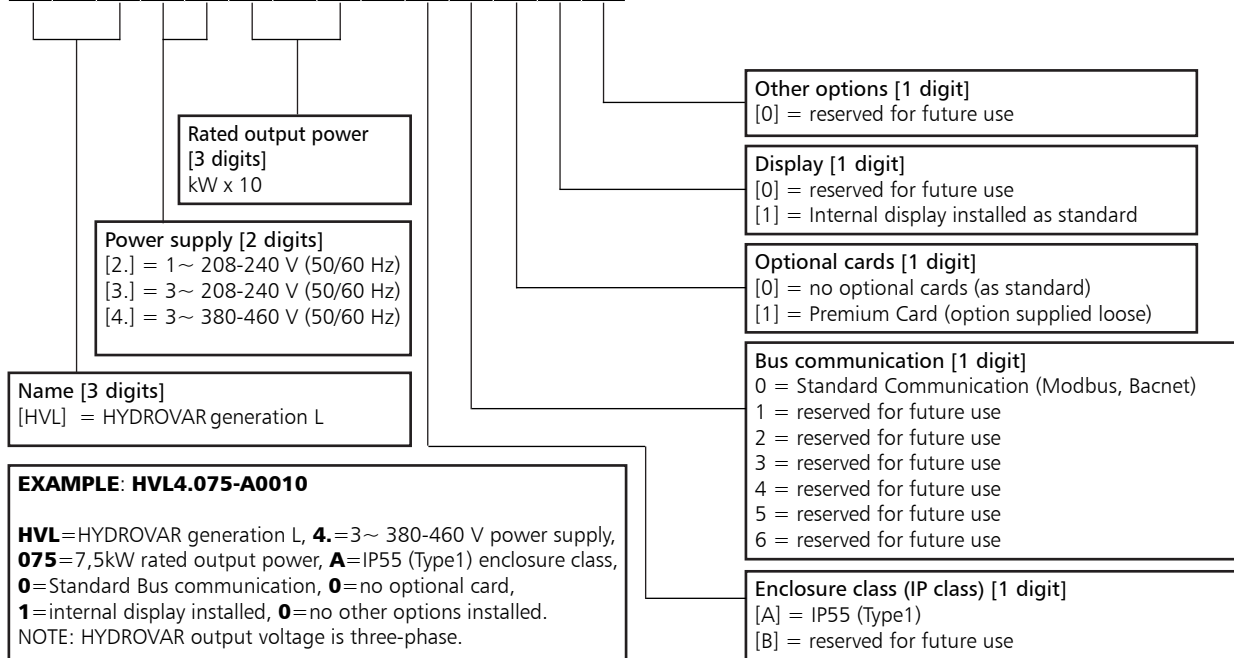 Rated output power
[3 digits]
kW x 10
Power supply [2 digits]
[2.] = 1~ 208-240 V (50/60 Hz)
[3.] = 3~ 208-240 V (50/60 Hz)
[4.] = 3~ 380-460 V (50/60 Hz)
Name [3 digits]
[HVL] = HYDROVAR generation L
EXAMPLE: HVL4.075-A0010
HVL=HYDROVAR generation L, 4.=3~ 380-460 V power supply,
075=7,5kW rated output power, A=IP55 (Type1) enclosure class,
0=Standard Bus communication, 0=no optional card,
1=internal display installed, 0=no other options installed.
NOTE: HYDROVAR output voltage is three-phase.
Other options [1 digit]
[0] = reserved for future use
Display [1 digit]
[0] = reserved for future use
[1] = Internal display installed as standard
Optional cards [1 digit]
[0] = no optional cards (as standard)
[1] = Premium Card (option supplied loose)
Bus communication [1 digit]
0 = Standard Communication (Modbus, Bacnet)
1 = reserved for future use
2 = reserved for future use
3 = reserved for future use
4 = reserved for future use
5 = reserved for future use
6 = reserved for future use
Enclosure class (IP class) [1 digit]
[A] = IP55 (Type1)
[B] = reserved for future use